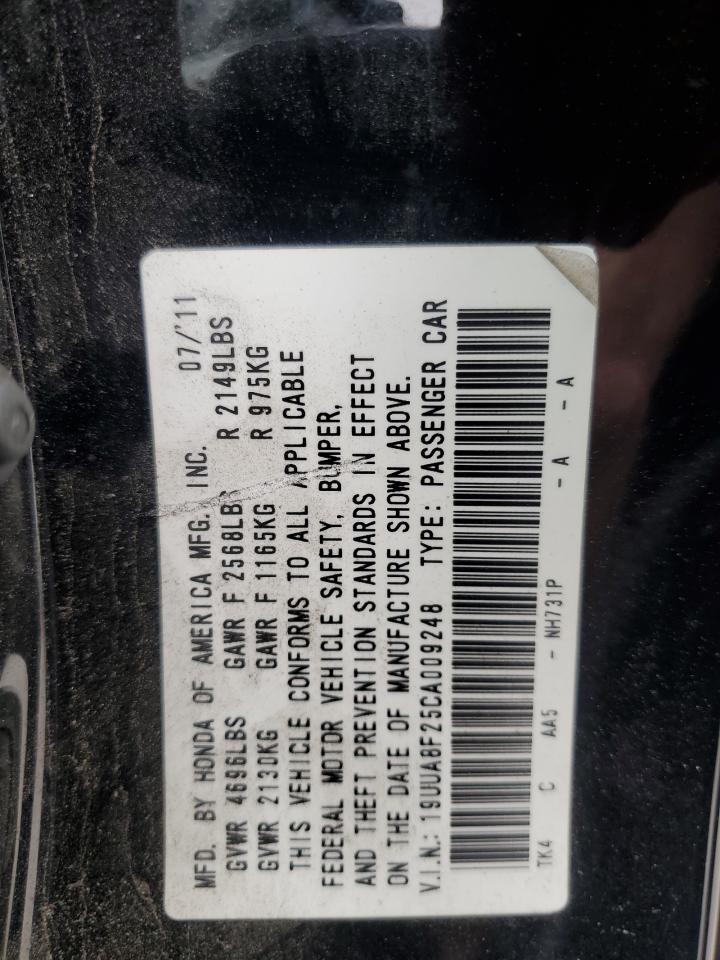 MFD. BY HONDA OF AMERICA MFG. INC. 07/'11
GVWR 4696LBS GAWR F 2568LBS R 2149LBS
GVWR 2130KG GAWR F 1165KG R 975KG
THIS VEHICLE CONFORMS TO ALL APPLICABLE
FEDERAL MOTOR VEHICLE SAFETY, BUMPER,
AND THEFT PREVENTION STANDARDS IN EFFECT
ON THE DATE OF MANUFACTURE SHOWN ABOVE.
V.I.N.: 19UUA8F25CA009248 TYPE: PASSENGER CAR
TK4 C AA5 - NH731P - A - A